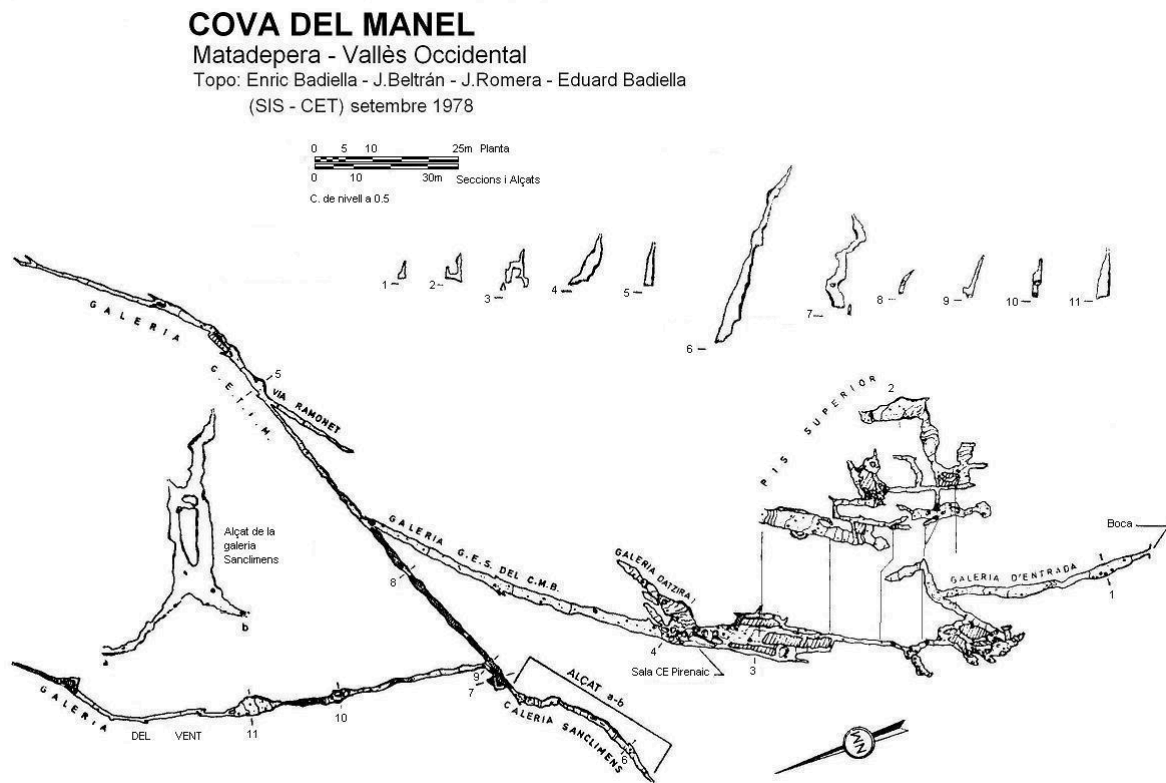 COVA DEL MANEL
Matadepera - Vallès Occidental
Topo: Enric Badiella - J.Beltrán - J.Romera - Eduard Badiella
(SIS - CET) setembre 1978
0 5 10 25m Planta
0 10 30m Seccions i Alçats
C. de nivell a 0.5
1
2
3
4
5
6
7
8
9
10
11
GALERIA
G.E.T.I.M.
5
VIA RAMONET
PIS SUPERIOR
2
Alçat de la
galeria
Sanclimens
a
b
GALERIA G.E.S. DEL C.M.B.
8
GALERIA DATZIRA!
Boca
GALERIA D'ENTRADA
1
4
Sala CE Pirenaic
3
9
7
ALÇAT a-b
GALERIA SANCLIMENS
6
GALERIA
DEL VENT
11
10